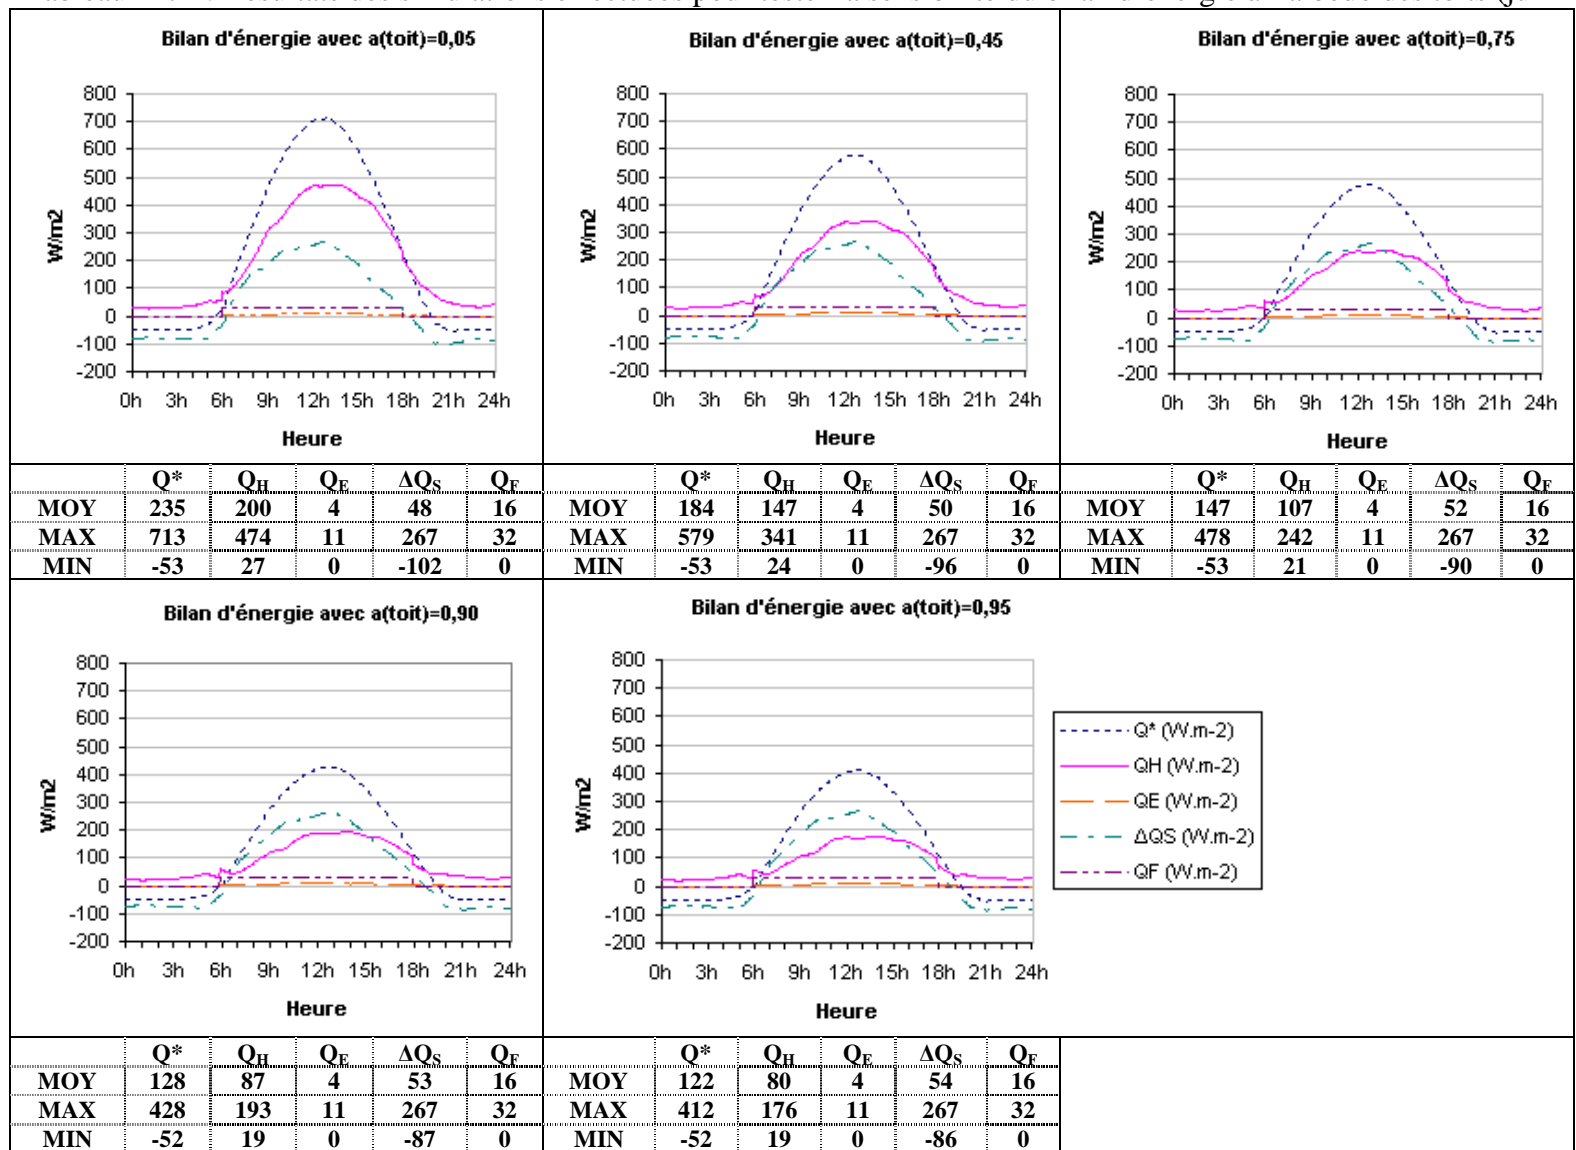 Bilan d'énergie avec a(toit)=0,05
800
700
600
500
400
300
200
100
0
-100
-200
W/m2
0h 3h 6h 9h 12h 15h 18h 21h 24h
Heure
Q* QH QE ΔQS QF
MOY 235 200 4 48 16
MAX 713 474 11 267 32
MIN -53 27 0 -102 0
Bilan d'énergie avec a(toit)=0,45
800
700
600
500
400
300
200
100
0
-100
-200
W/m2
0h 3h 6h 9h 12h 15h 18h 21h 24h
Heure
Q* QH QE ΔQS QF
MOY 184 147 4 50 16
MAX 579 341 11 267 32
MIN -53 24 0 -96 0
Bilan d'énergie avec a(toit)=0,75
800
700
600
500
400
300
200
100
0
-100
-200
W/m2
0h 3h 6h 9h 12h 15h 18h 21h 24h
Heure
Q* QH QE ΔQS QF
MOY 147 107 4 52 16
MAX 478 242 11 267 32
MIN -53 21 0 -90 0
Bilan d'énergie avec a(toit)=0,90
800
700
600
500
400
300
200
100
0
-100
-200
W/m2
0h 3h 6h 9h 12h 15h 18h 21h 24h
Heure
Q* QH QE ΔQS QF
MOY 128 87 4 53 16
MAX 428 193 11 267 32
MIN -52 19 0 -87 0
Bilan d'énergie avec a(toit)=0,95
800
700
600
500
400
300
200
100
0
-100
-200
W/m2
0h 3h 6h 9h 12h 15h 18h 21h 24h
Heure
Q* (W.m-2)
QH (W.m-2)
QE (W.m-2)
ΔQS (W.m-2)
QF (W.m-2)
Q* QH QE ΔQS QF
MOY 122 80 4 54 16
MAX 412 176 11 267 32
MIN -52 19 0 -86 0